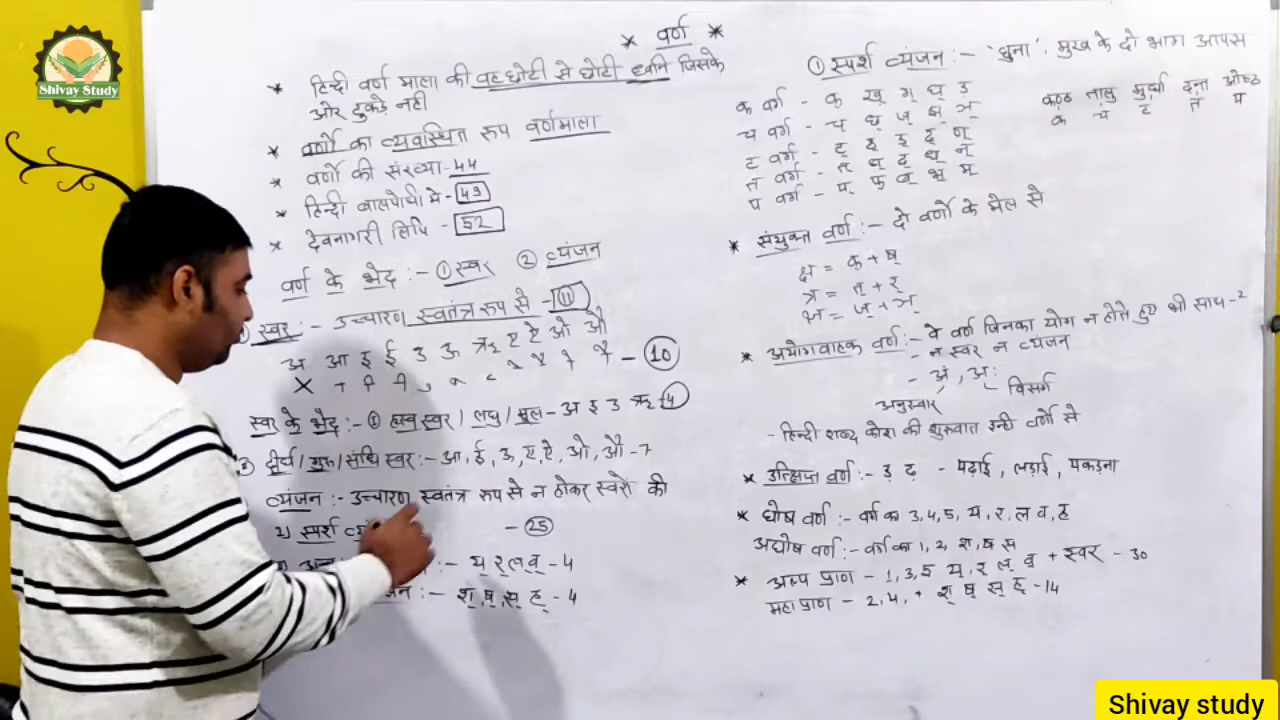 Shivay Study
* वर्ण *
* हिन्दी वर्ण माला की वह छोटी से छोटी ध्वनि जिसके
और टुकड़े नहीं
* वर्णों का व्यवस्थित रूप वर्णमाला
* वर्णों की संख्या - 44
* हिन्दी बालपोथी मे - 49
* देवनागरी लिपि - 52
वर्ण के भेद :- ① स्वर ② व्यंजन
स्वर :- उच्चारण स्वतंत्र रूप से - 11
अ आ इ ई उ ऊ ऋ ए ऐ ओ औ
X ा ि ी ु ू ृ े ै ो ौ - 10
स्वर के भेद :- ① ह्रस्व स्वर / लघु / मूल - अ इ उ ऋ - 4
② दीर्घ / गुरु / संधि स्वर :- आ, ई, ऊ, ए, ऐ, ओ, औ - 7
व्यंजन :- उच्चारण स्वतंत्र रूप से न होकर स्वरों की
२) स्पर्श - 25
:- य् र् ल् व् - 4
:- श्, ष्, स् ह् - 4
① स्पर्श व्यंजन :- 'छुना', मुख के दो भाग आपस
क वर्ग - क ख् ग् घ् ड
च वर्ग - च् छ् ज् झ् ञ्
ट वर्ग - ट् ठ् ड् ढ् ण्
त वर्ग - त् थ् द् ध् न्
प वर्ग - प् फ् ब् भ् म्
कण्ठ तालु मुर्धा दन्त ओष्ठ
क च ट त प
* संयुक्त वर्ण :- दो वर्णों के मेल से
क्ष = क् + ष्
त्र = त् + र्
= ज् + ञ्
* अयोगवाहक वर्ण :- वे वर्ण जिनका योग न होते हुए भी साथ - 2
- न स्वर न व्यंजन
- अं, अः
अनुस्वार विसर्ग
- हिन्दी शब्द कोश की शुरुवात इन्ही वर्णों से
* उत्क्षिप्त वर्ण :- ड़ ढ़ - पढ़ाई, लड़ाई, पकड़ना
* घोष वर्ण :- वर्ग का 3, 4, 5, य, र, ल व, ह
अघोष वर्ण :- वर्ग का 1, 2, श, ष स
* अल्प प्राण - 1, 3, 5 य्, र्, ल्, व् + स्वर - 30
महाप्राण - 2, 4, + श् ष् स् ह् - 14
Shivay study